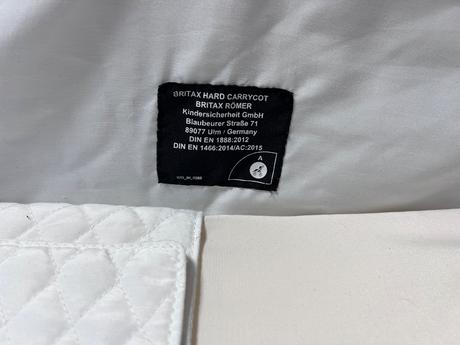 BRITAX HARD CARRYCOT
BRITAX RÖMER
Kindersicherheit GmbH
Blaubeurer Straße 71
89077 Ulm / Germany
DIN EN 1888:2012
DIN EN 1466:2014/AC:2015
A